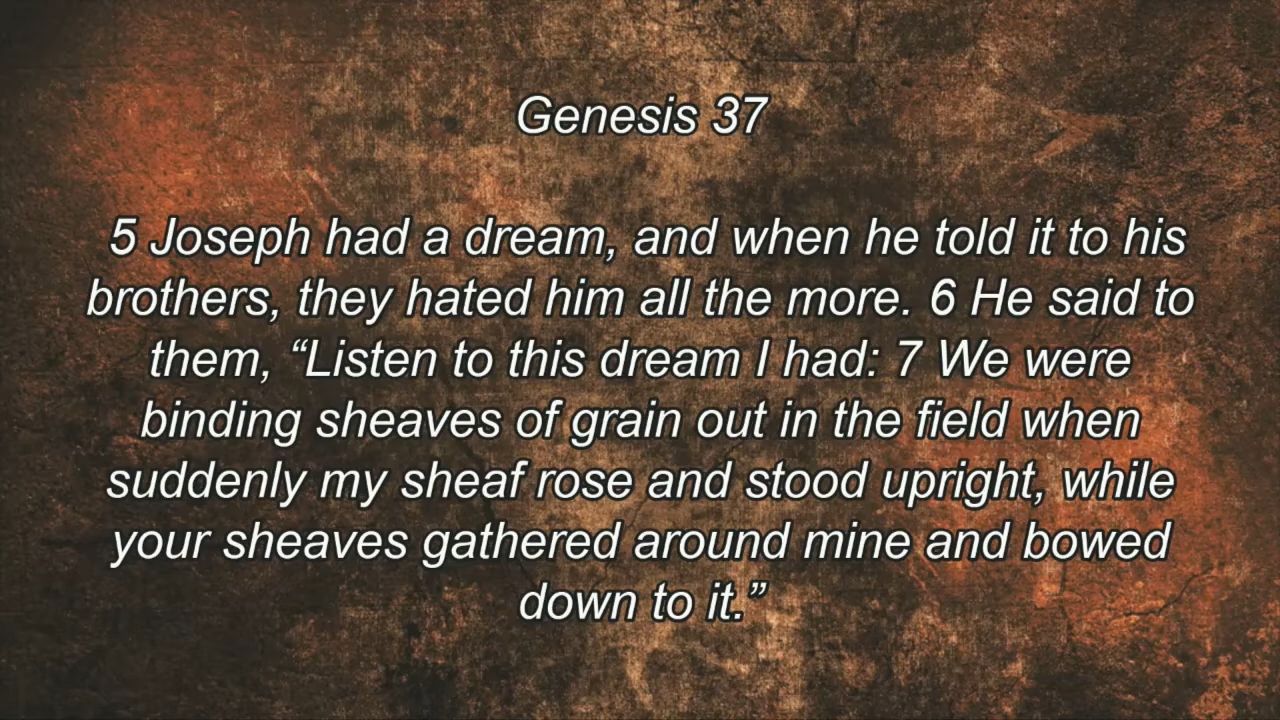 Genesis 37
5 Joseph had a dream, and when he told it to his
brothers, they hated him all the more. 6 He said to
them, “Listen to this dream I had: 7 We were
binding sheaves of grain out in the field when
suddenly my sheaf rose and stood upright, while
your sheaves gathered around mine and bowed
down to it.”